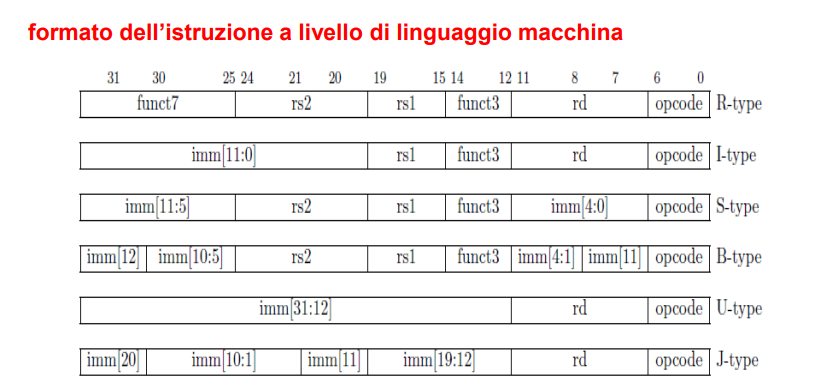 formato dell’istruzione a livello di linguaggio macchina
31 30 25 24 21 20 19 15 14 12 11 8 7 6 0
funct7 rs2 rs1 funct3 rd opcode R-type
imm[11:0] rs1 funct3 rd opcode I-type
imm[11:5] rs2 rs1 funct3 imm[4:0] opcode S-type
imm[12] imm[10:5] rs2 rs1 funct3 imm[4:1] imm[11] opcode B-type
imm[31:12] rd opcode U-type
imm[20] imm[10:1] imm[11] imm[19:12] rd opcode J-type